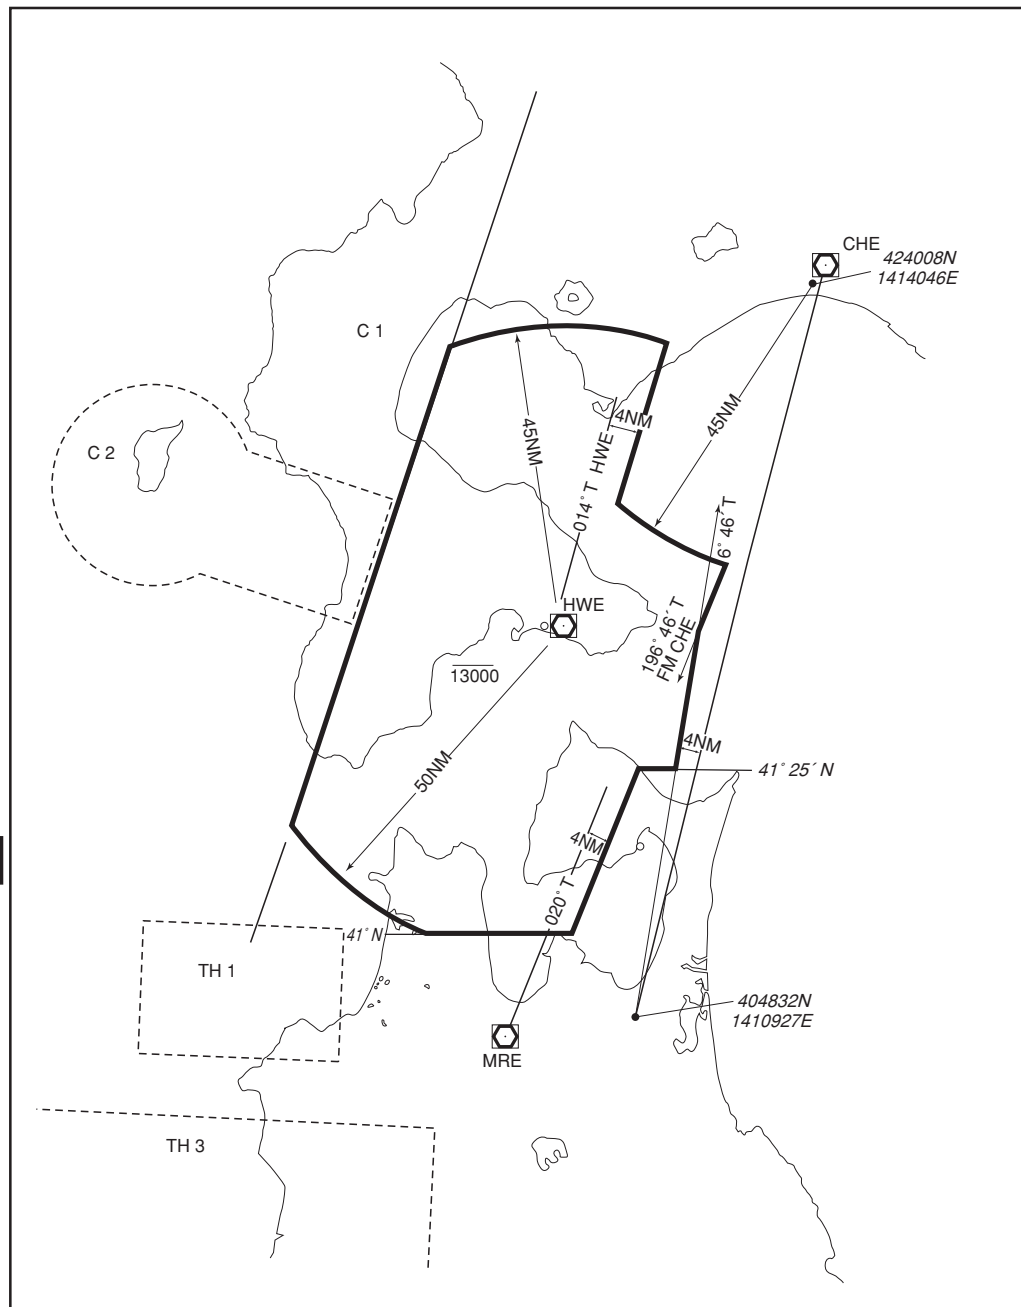 CHE
424008N
1414046E
C 1
4NM
45NM
45NM
014° T HWE
C 2
6° 46´ T
HWE
196° 46´ T
FM CHE
13000
4NM
50NM
41° 25´ N
4NM
020° T
41° N
TH 1
404832N
1410927E
MRE
TH 3